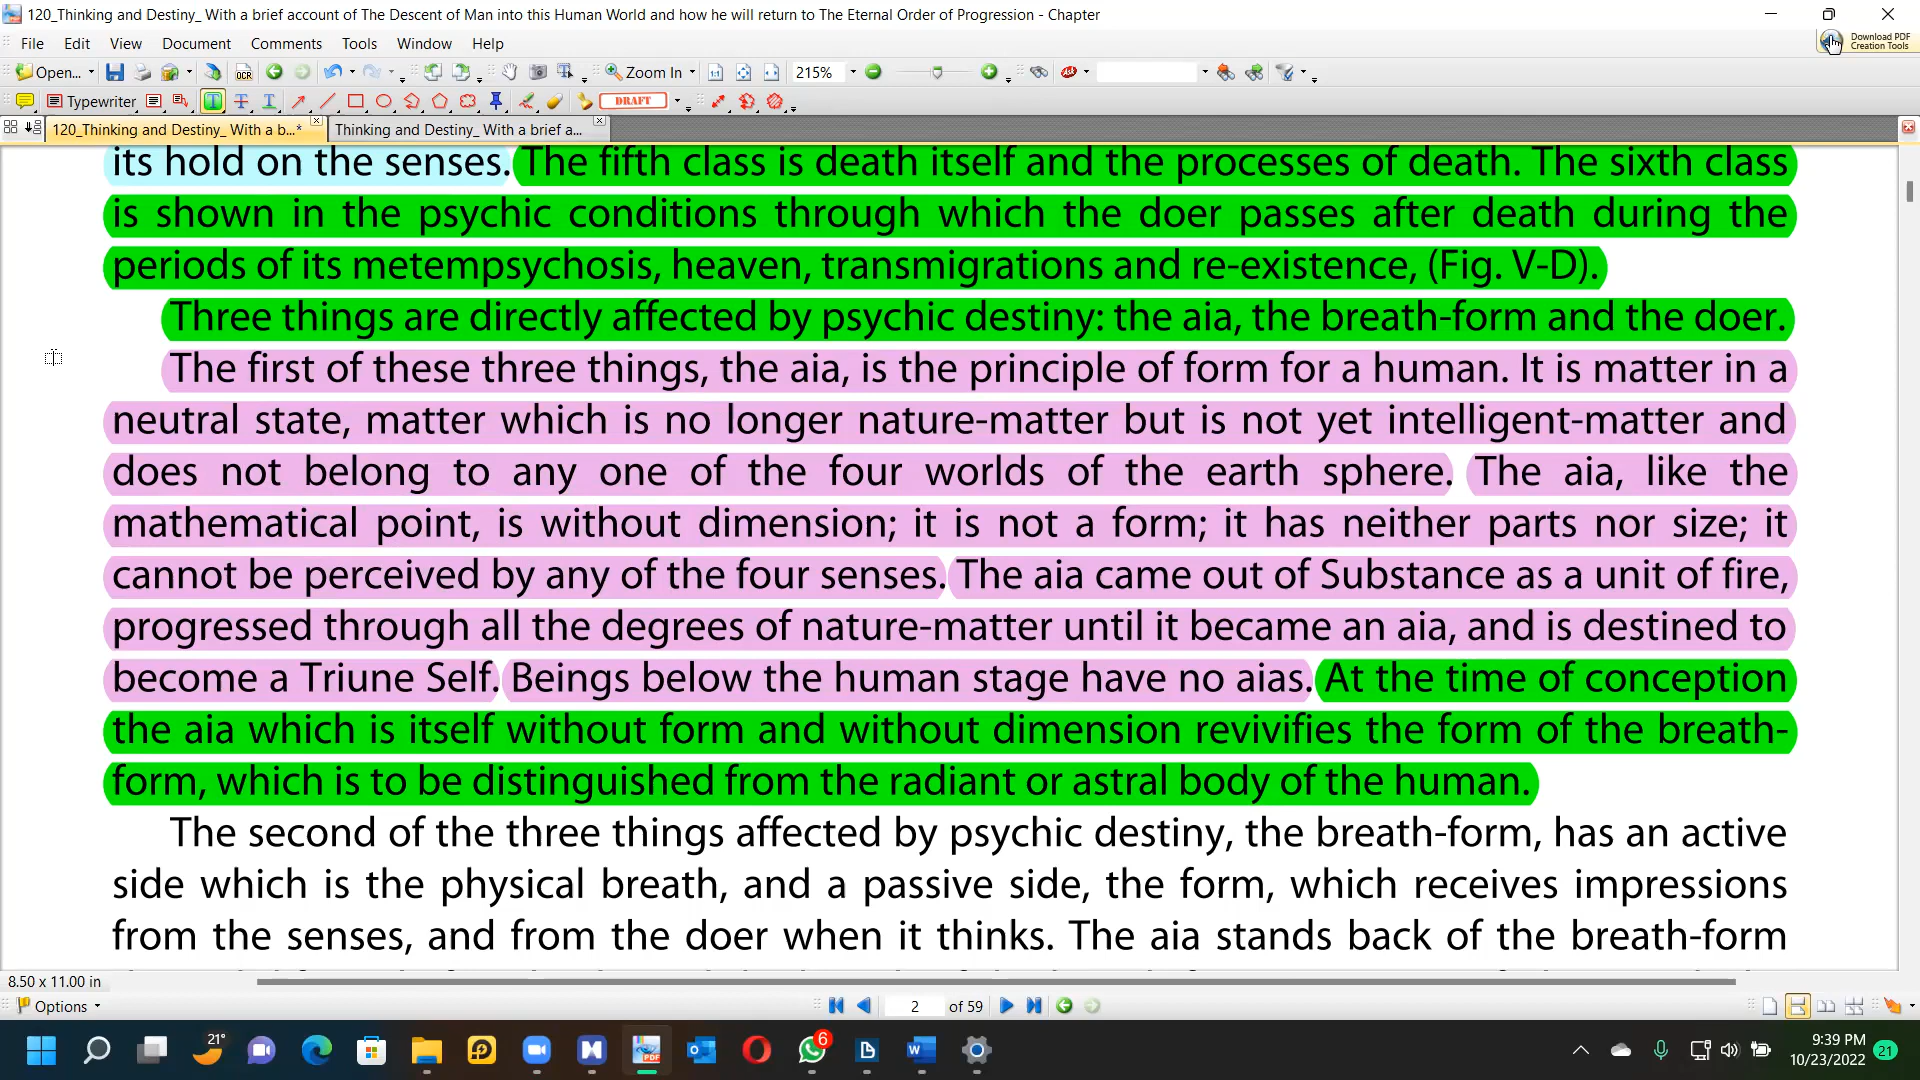 120_Thinking and Destiny_ With a brief account of The Descent of Man into this Human World and how he will return to The Eternal Order of Progression - Chapter
File Edit View Document Comments Tools Window Help
Download PDF
Creation Tools
Open... OCR Zoom In 215%
Typewriter DRAFT
120_Thinking and Destiny_ With a b...* Thinking and Destiny_ With a brief a...
its hold on the senses. The fifth class is death itself and the processes of death. The sixth class
is shown in the psychic conditions through which the doer passes after death during the
periods of its metempsychosis, heaven, transmigrations and re-existence, (Fig. V-D).
Three things are directly affected by psychic destiny: the aia, the breath-form and the doer.
The first of these three things, the aia, is the principle of form for a human. It is matter in a
neutral state, matter which is no longer nature-matter but is not yet intelligent-matter and
does not belong to any one of the four worlds of the earth sphere. The aia, like the
mathematical point, is without dimension; it is not a form; it has neither parts nor size; it
cannot be perceived by any of the four senses. The aia came out of Substance as a unit of fire,
progressed through all the degrees of nature-matter until it became an aia, and is destined to
become a Triune Self. Beings below the human stage have no aias. At the time of conception
the aia which is itself without form and without dimension revivifies the form of the breath-
form, which is to be distinguished from the radiant or astral body of the human.
The second of the three things affected by psychic destiny, the breath-form, has an active
side which is the physical breath, and a passive side, the form, which receives impressions
from the senses, and from the doer when it thinks. The aia stands back of the breath-form
8.50 x 11.00 in
Options 2 of 59
21° 6 9:39 PM
10/23/2022 21